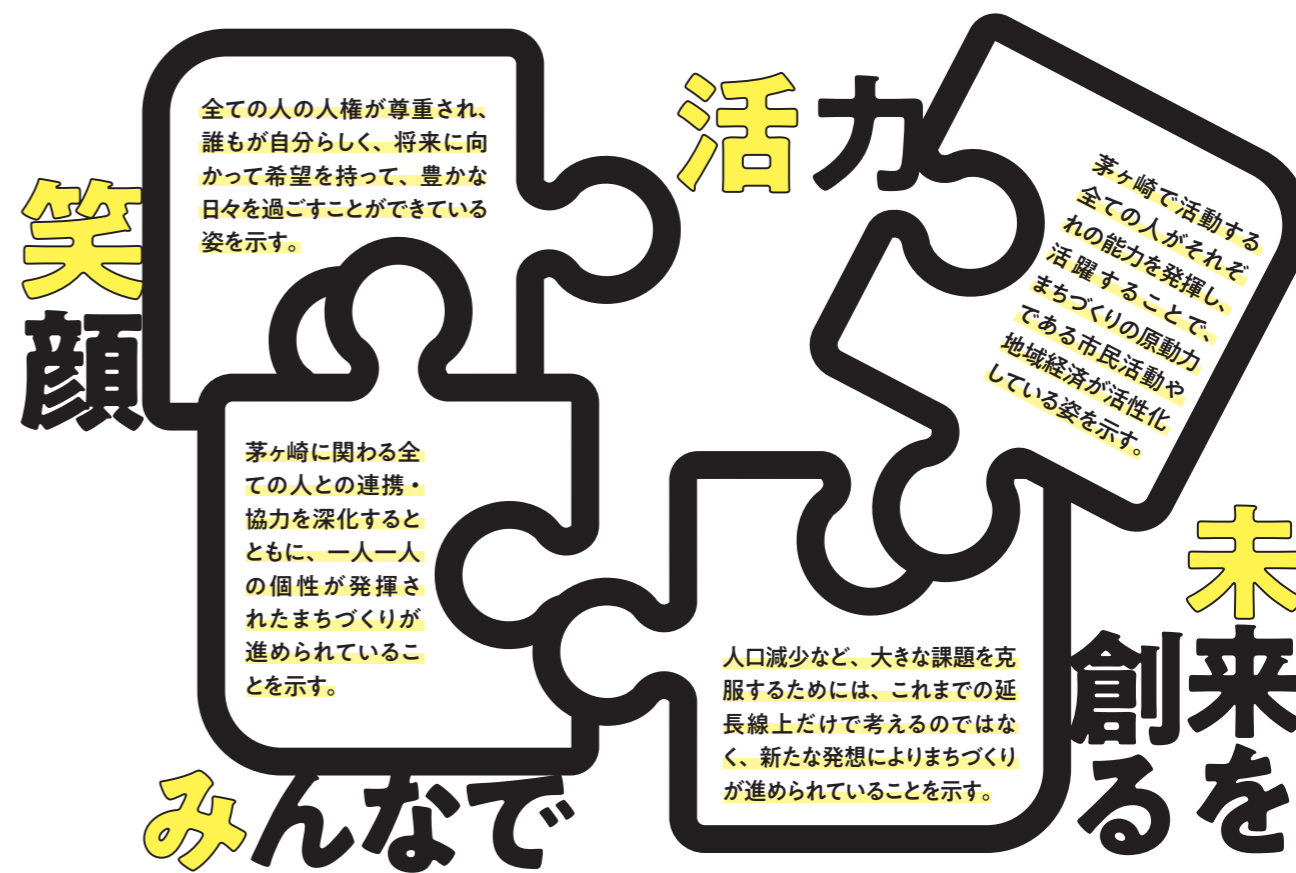 笑顔
全ての人の人権が尊重され、
誰もが自分らしく、将来に向
かって希望を持って、豊かな
日々を過ごすことができている
姿を示す。
活力
茅ヶ崎で活動する
全ての人がそれぞ
れの能力を発揮し、
活躍することで、
まちづくりの原動力
である市民活動や
地域経済が活性化
している姿を示す。
みんなで
茅ヶ崎に関わる全
ての人との連携・
協力を深化すると
ともに、一人一人
の個性が発揮さ
れたまちづくりが
進められているこ
とを示す。
未来を
創る
人口減少など、大きな課題を克
服するためには、これまでの延
長線上だけで考えるのではな
く、新たな発想によりまちづくり
が進められていることを示す。